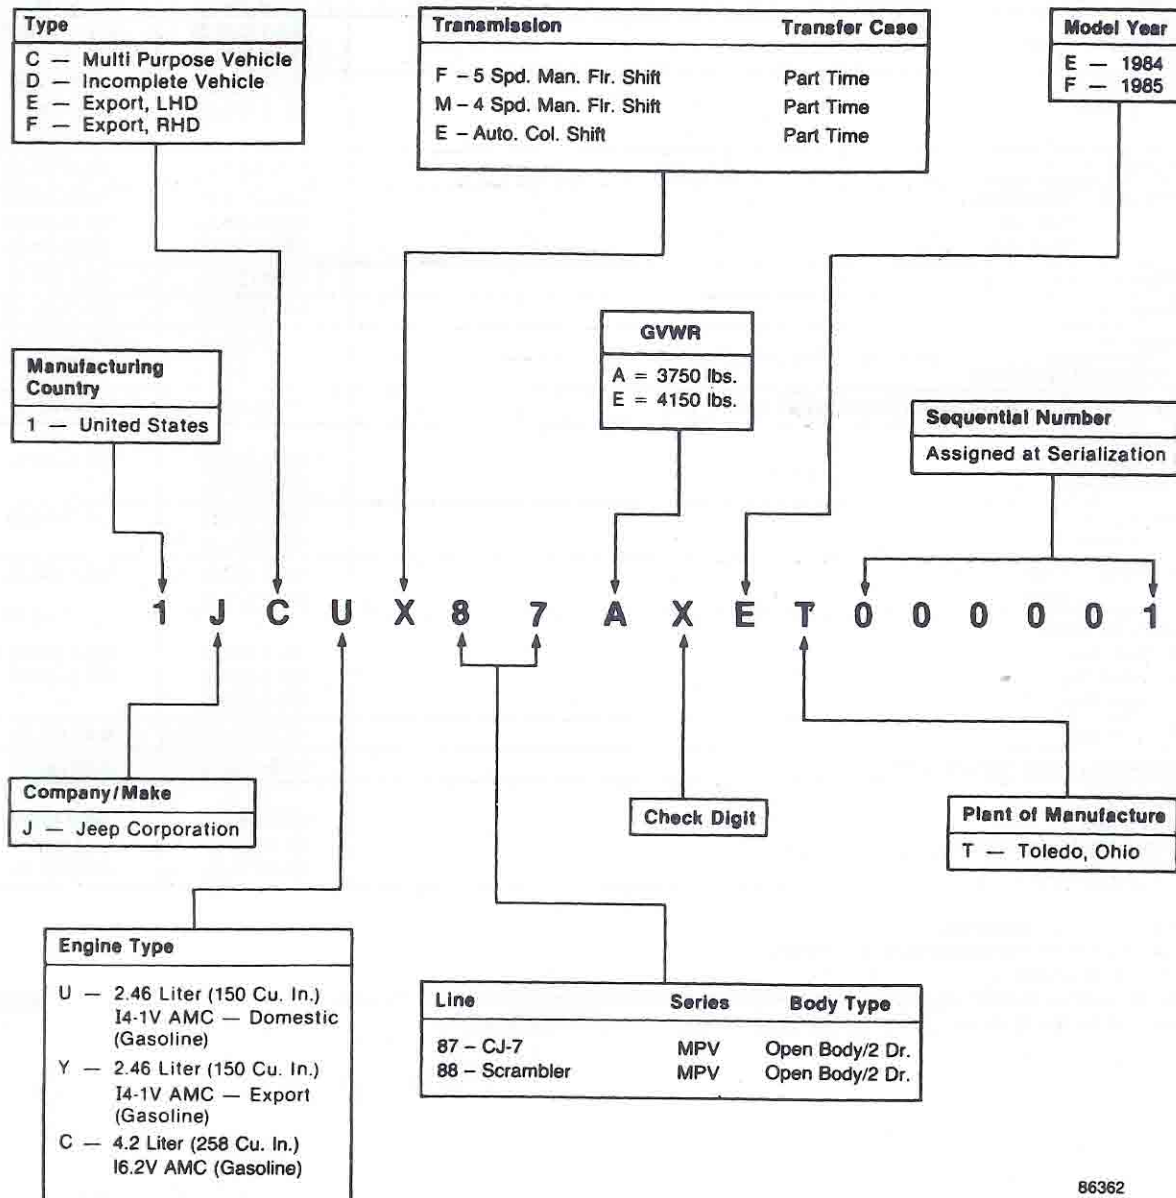 Type
C — Multi Purpose Vehicle
D — Incomplete Vehicle
E — Export, LHD
F — Export, RHD
Transmission Transfer Case
F – 5 Spd. Man. Flr. Shift Part Time
M – 4 Spd. Man. Flr. Shift Part Time
E – Auto. Col. Shift Part Time
Model Year
E — 1984
F — 1985
Manufacturing
Country
1 — United States
GVWR
A = 3750 lbs.
E = 4150 lbs.
Sequential Number
Assigned at Serialization
1 J C U X 8 7 A X E T 0 0 0 0 0 1
Company/Make
J — Jeep Corporation
Check Digit
Plant of Manufacture
T — Toledo, Ohio
Engine Type
U — 2.46 Liter (150 Cu. In.)
I4-1V AMC — Domestic
(Gasoline)
Y — 2.46 Liter (150 Cu. In.)
I4-1V AMC — Export
(Gasoline)
C — 4.2 Liter (258 Cu. In.)
I6.2V AMC (Gasoline)
Line Series Body Type
87 – CJ-7 MPV Open Body/2 Dr.
88 – Scrambler MPV Open Body/2 Dr.
86362